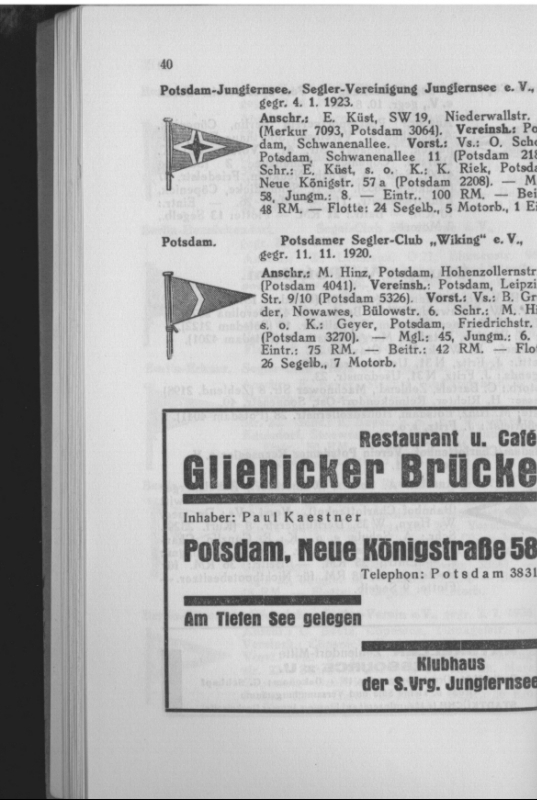 40
Potsdam-Jungfernsee. Segler-Vereinigung Jungfernsee e. V.,
gegr. 4. 1. 1923.
Anschr.: E. Küst, SW 19, Niederwallstr.
(Merkur 7093, Potsdam 3064). Vereinsh.: Po
dam, Schwanenallee. Vorst.: Vs.: O. Sche
Potsdam, Schwanenallee 11 (Potsdam 218
Schr.: E. Küst, s. o. K.: K. Riek, Potsda
Neue Königstr. 57 a (Potsdam 2208). — M
58, Jungm.: 8. — Eintr.. 100 RM. — Bei
48 RM. — Flotte: 24 Segelb., 5 Motorb., 1 Ei
Potsdam. Potsdamer Segler-Club „Wiking" e. V.,
gegr. 11. 11. 1920.
Anschr.: M. Hinz, Potsdam, Hohenzollernstr
(Potsdam 4041). Vereinsh.: Potsdam, Leipzi
Str. 9/10 (Potsdam 5326). Vorst.: Vs.: B. Gr
der, Nowawes, Bülowstr. 6. Schr.: M. Hi
s. o. K.: Geyer, Potsdam, Friedrichstr.
(Potsdam 3270). — Mgl.: 45, Jungm.: 6.
Eintr.: 75 RM. — Beitr.: 42 RM. — Flo
26 Segelb., 7 Motorb.
Restaurant u. Café
Glienicker Brücke
Inhaber: Paul Kaestner
Potsdam, Neue Königstraße 58
Telephon: Potsdam 3831
Am Tiefen See gelegen
Klubhaus
der S.Vrg. Jungfernsee